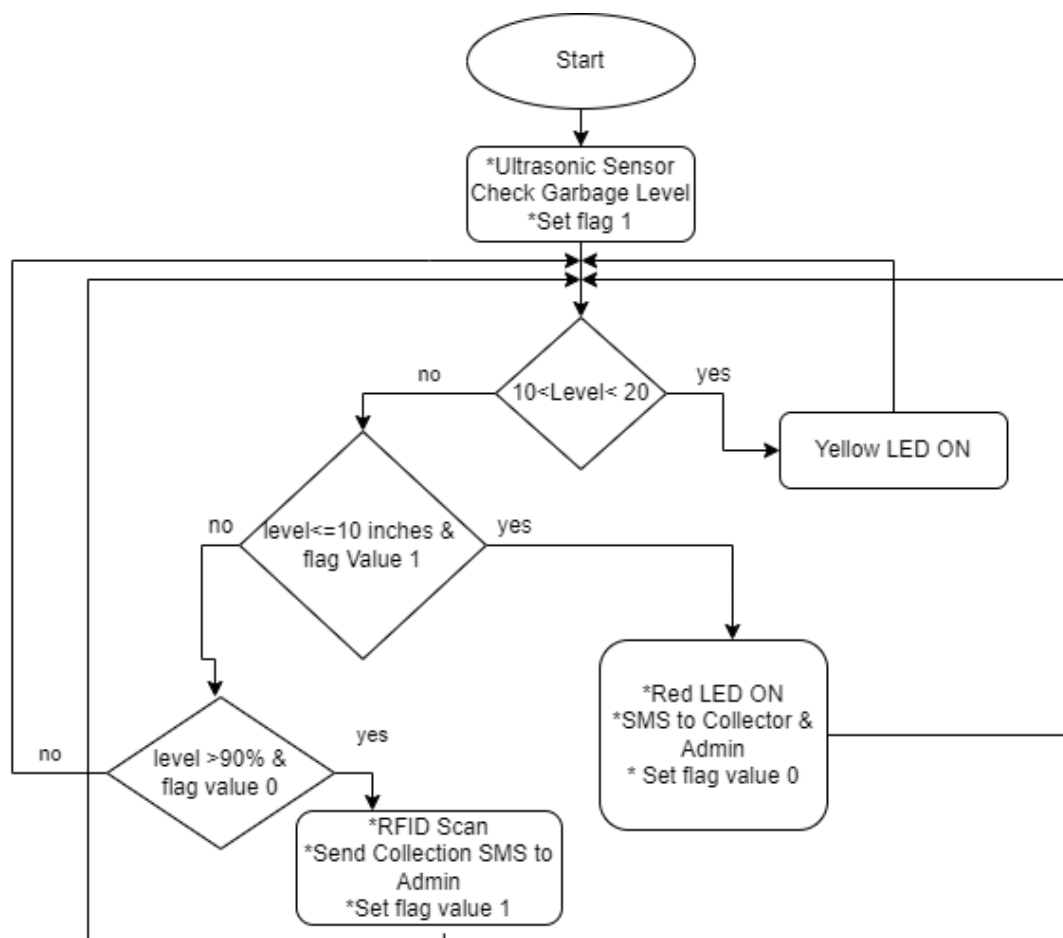 Start
*Ultrasonic Sensor
Check Garbage Level
*Set flag 1
no
10<Level< 20
yes
Yellow LED ON
no
level<=10 inches &
flag Value 1
yes
*Red LED ON
*SMS to Collector &
Admin
* Set flag value 0
no
level >90% &
flag value 0
yes
*RFID Scan
*Send Collection SMS to
Admin
*Set flag value 1